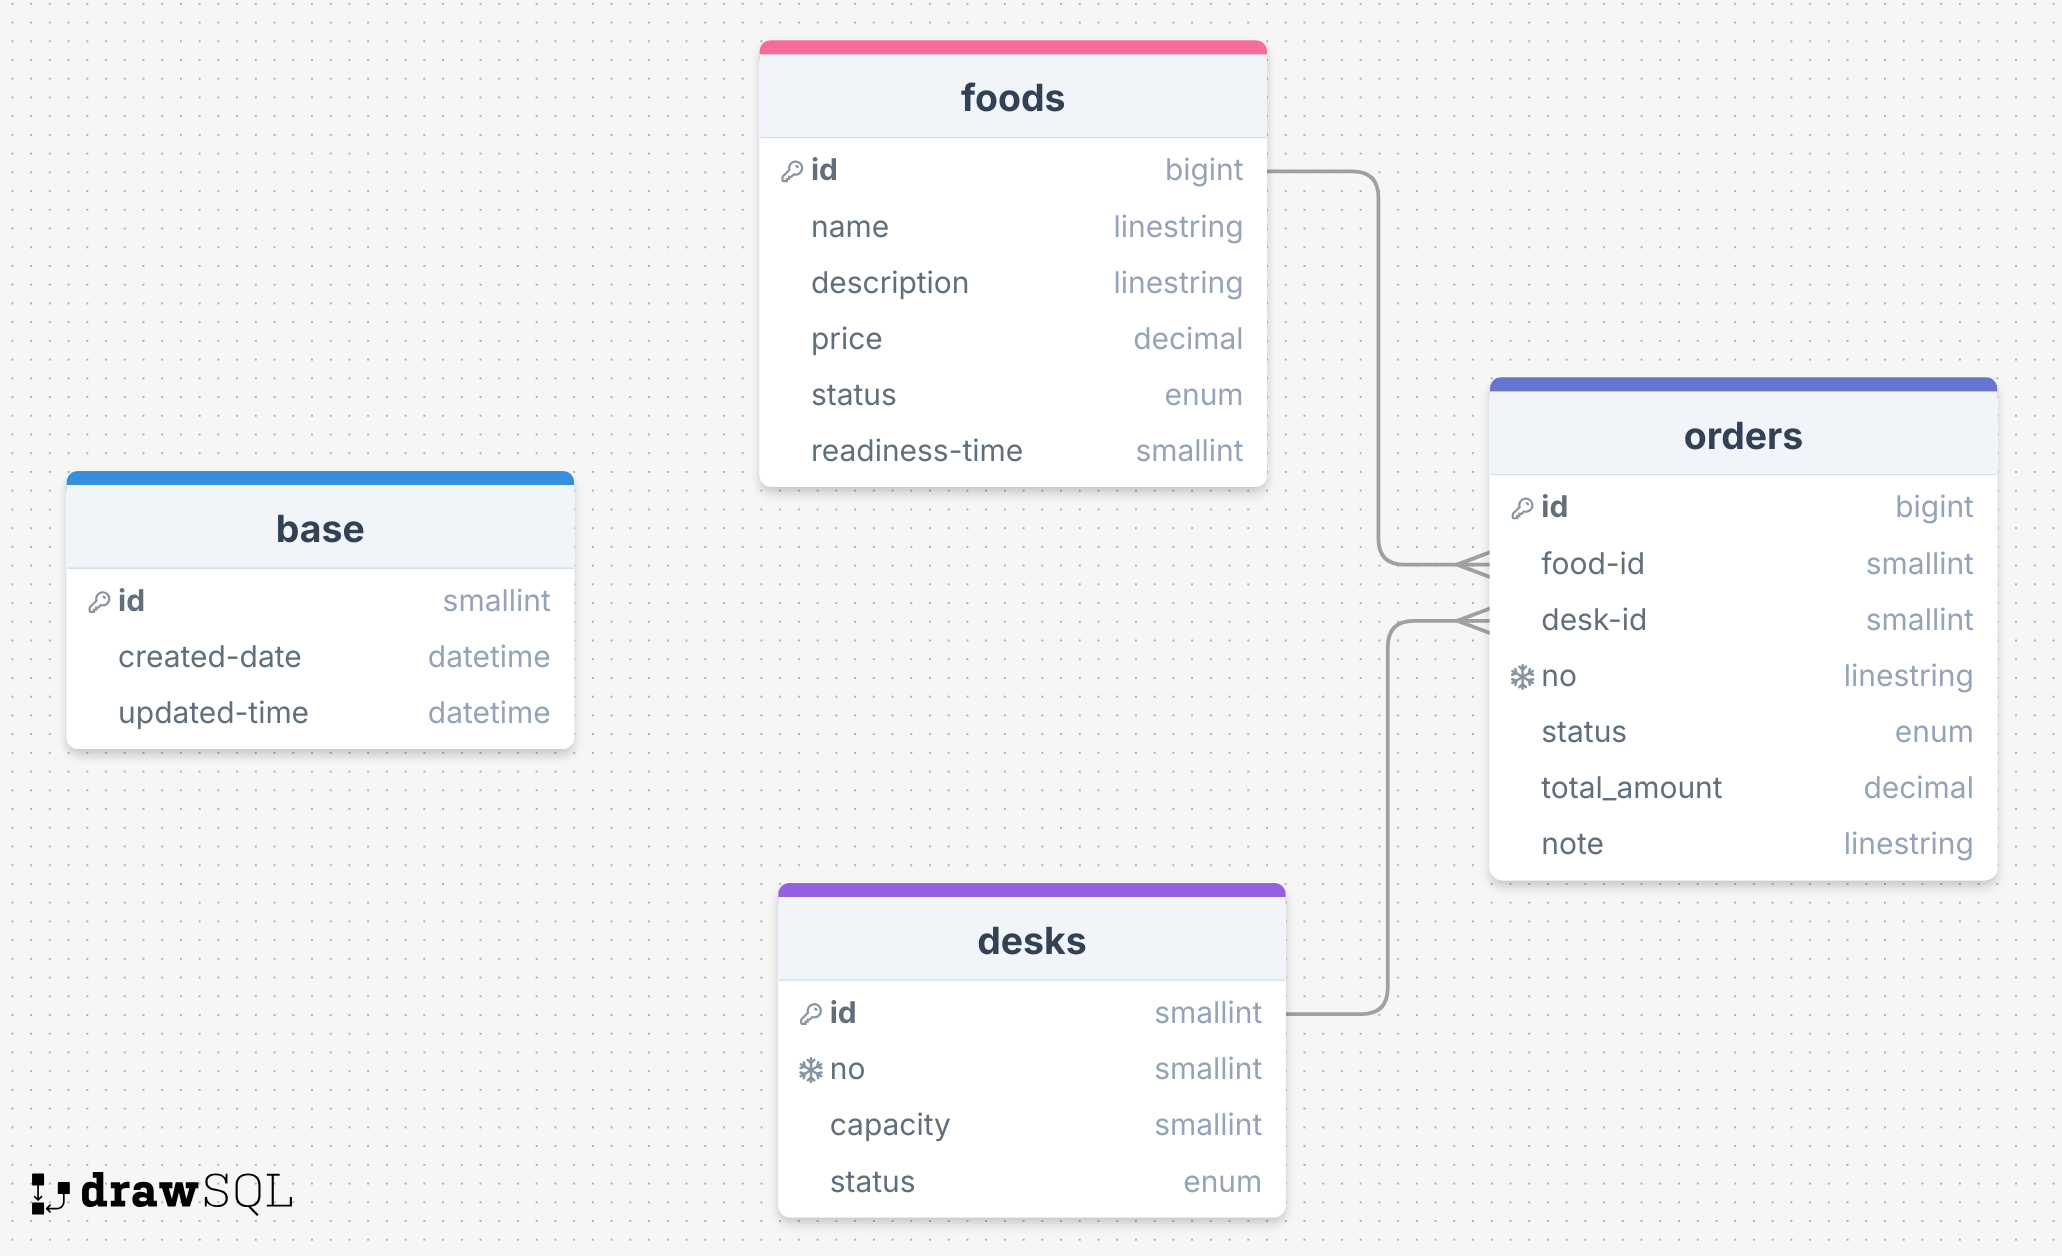 foods
id bigint
name linestring
description linestring
price decimal
status enum
readiness-time smallint
base
id smallint
created-date datetime
updated-time datetime
orders
id bigint
food-id smallint
desk-id smallint
no linestring
status enum
total_amount decimal
note linestring
desks
id smallint
no smallint
capacity smallint
status enum
drawSQL